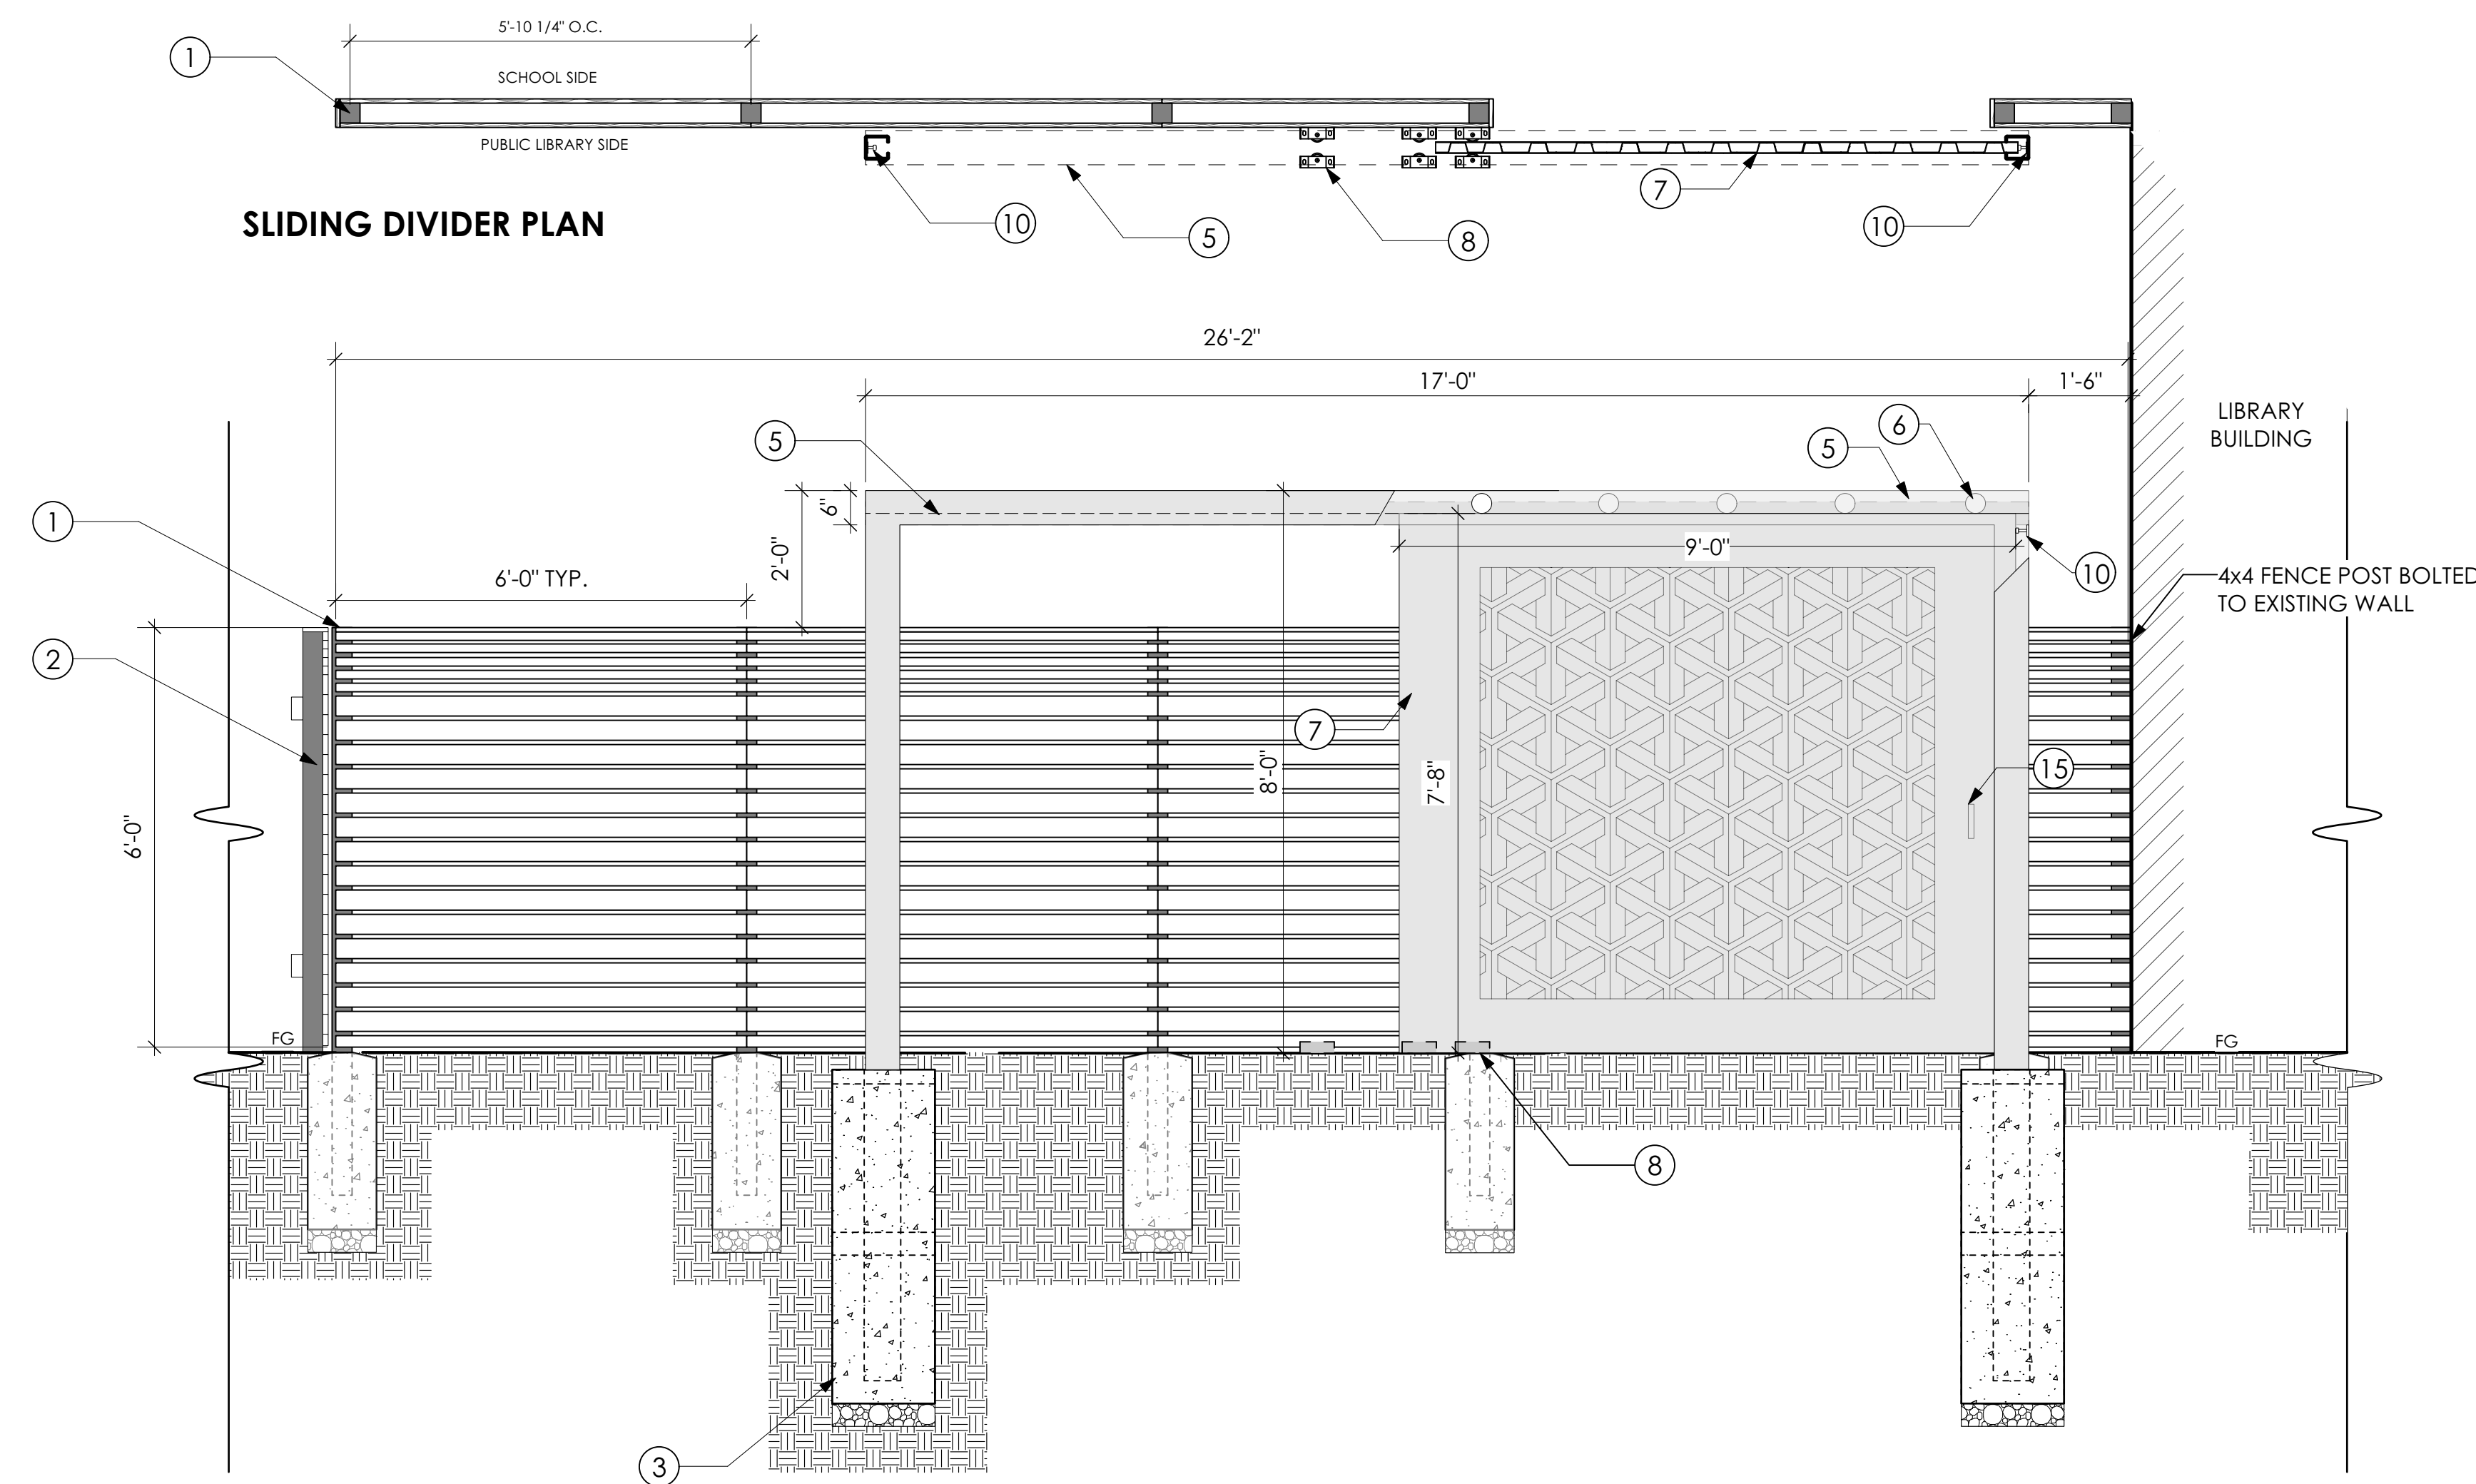 5'-10 1/4" O.C.
1
SCHOOL SIDE
PUBLIC LIBRARY SIDE
7
SLIDING DIVIDER PLAN
10
5
8
10
26'-2"
17'-0"
1'-6"
LIBRARY
BUILDING
5
6
5
6"
1
2'-0"
9'-0"
6'-0" TYP.
10
4x4 FENCE POST BOLTED
TO EXISTING WALL
2
7
8'-0"
7'-8"
15
6'-0"
FG
FG
8
3